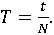 T = t/N.